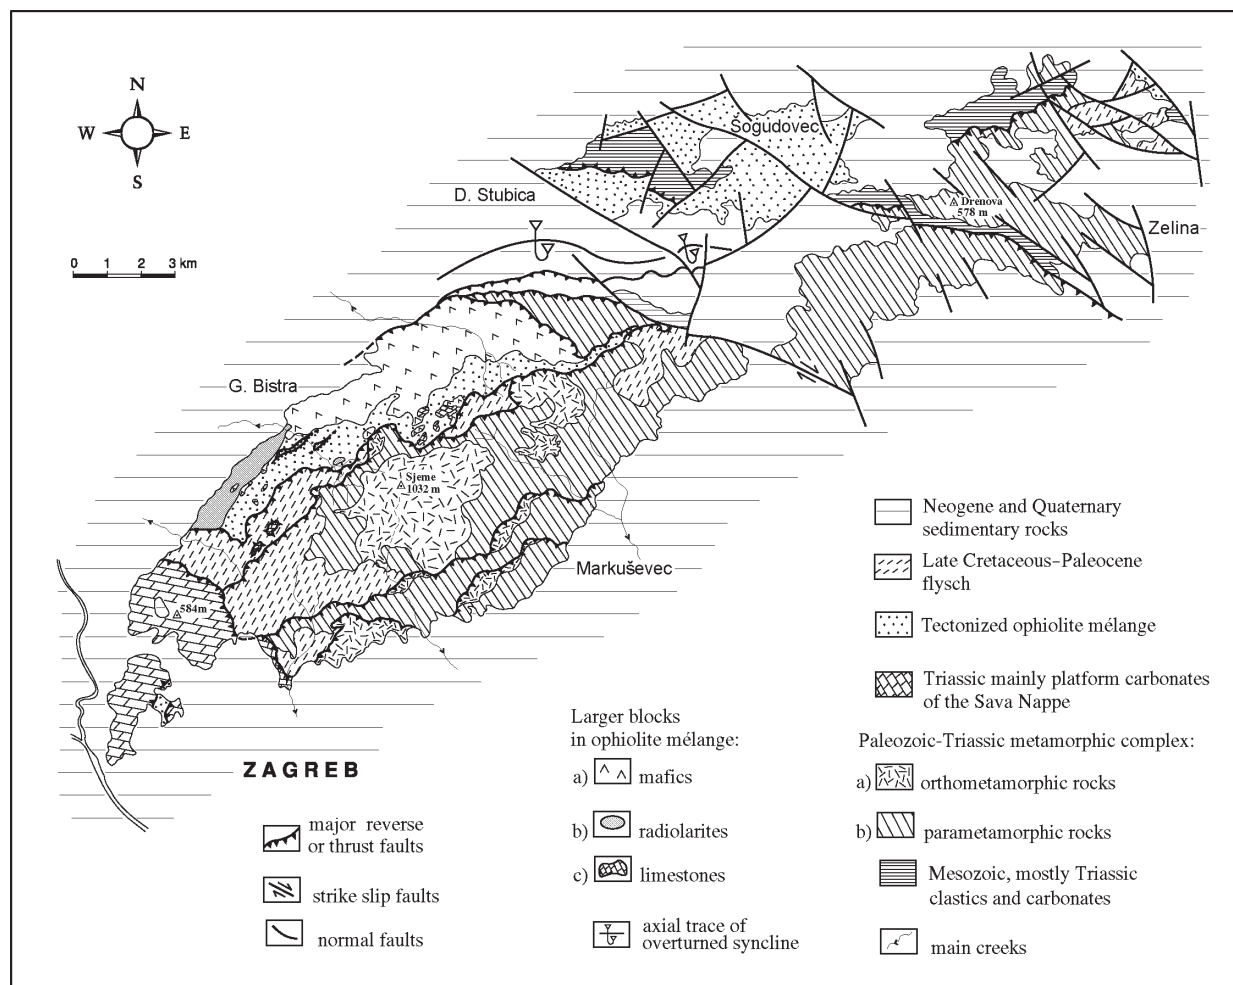 N
W
E
S
0 1 2 3 km
Šogudovec
D. Stubica
Drenova
578 m
Zelina
G. Bistra
Sjeme
1032 m
Markuševec
584m
ZAGREB
Neogene and Quaternary
sedimentary rocks
Late Cretaceous–Paleocene
flysch
Tectonized ophiolite mélange
Triassic mainly platform carbonates
of the Sava Nappe
Larger blocks
in ophiolite mélange:
a) mafics
b) radiolarites
c) limestones
axial trace of
overturned syncline
Paleozoic-Triassic metamorphic complex:
a) orthometamorphic rocks
b) parametamorphic rocks
Mesozoic, mostly Triassic
clastics and carbonates
main creeks
major reverse
or thrust faults
strike slip faults
normal faults